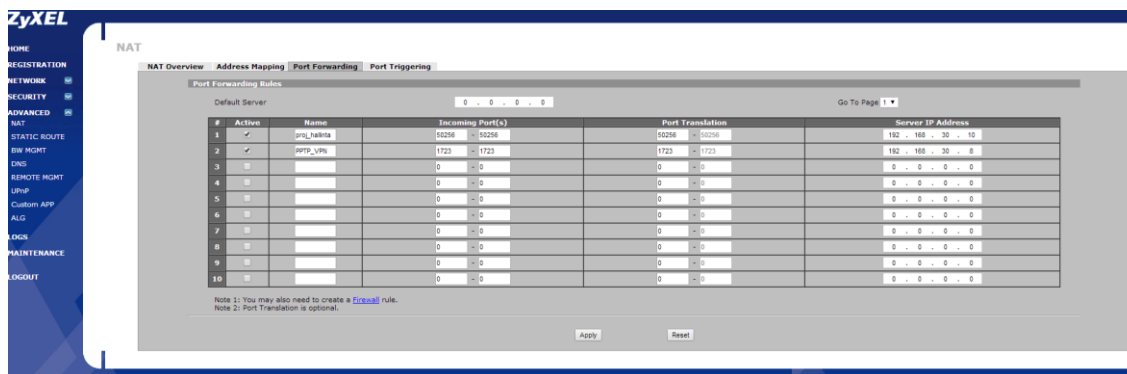 ZyXEL
HOME
REGISTRATION
NETWORK
SECURITY
ADVANCED
NAT
STATIC ROUTE
BW MGMT
DNS
REMOTE MGMT
UPnP
Custom APP
ALG
LOGS
MAINTENANCE
LOGOUT
NAT
NAT Overview Address Mapping Port Forwarding Port Triggering
Port Forwarding Rules
Default Server 0 . 0 . 0 . 0 Go To Page 1
# Active Name Incoming Port(s) Port Translation Server IP Address
1 proj_hallinta 50256 - 50256 50256 - 50256 192 . 168 . 30 . 10
2 PPTP_VPN 1723 - 1723 1723 - 1723 192 . 168 . 30 . 8
3 0 - 0 0 - 0 0 . 0 . 0 . 0
4 0 - 0 0 - 0 0 . 0 . 0 . 0
5 0 - 0 0 - 0 0 . 0 . 0 . 0
6 0 - 0 0 - 0 0 . 0 . 0 . 0
7 0 - 0 0 - 0 0 . 0 . 0 . 0
8 0 - 0 0 - 0 0 . 0 . 0 . 0
9 0 - 0 0 - 0 0 . 0 . 0 . 0
10 0 - 0 0 - 0 0 . 0 . 0 . 0
Note 1: You may also need to create a Firewall rule.
Note 2: Port Translation is optional.
Apply Reset